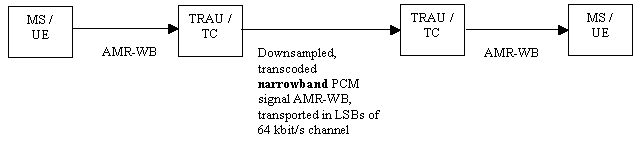 MS /
UE
AMR-WB
TRAU /
TC
Downsampled,
transcoded
narrowband PCM
signal AMR-WB,
transported in LSBs of
64 kbit/s channel
TRAU /
TC
AMR-WB
MS /
UE